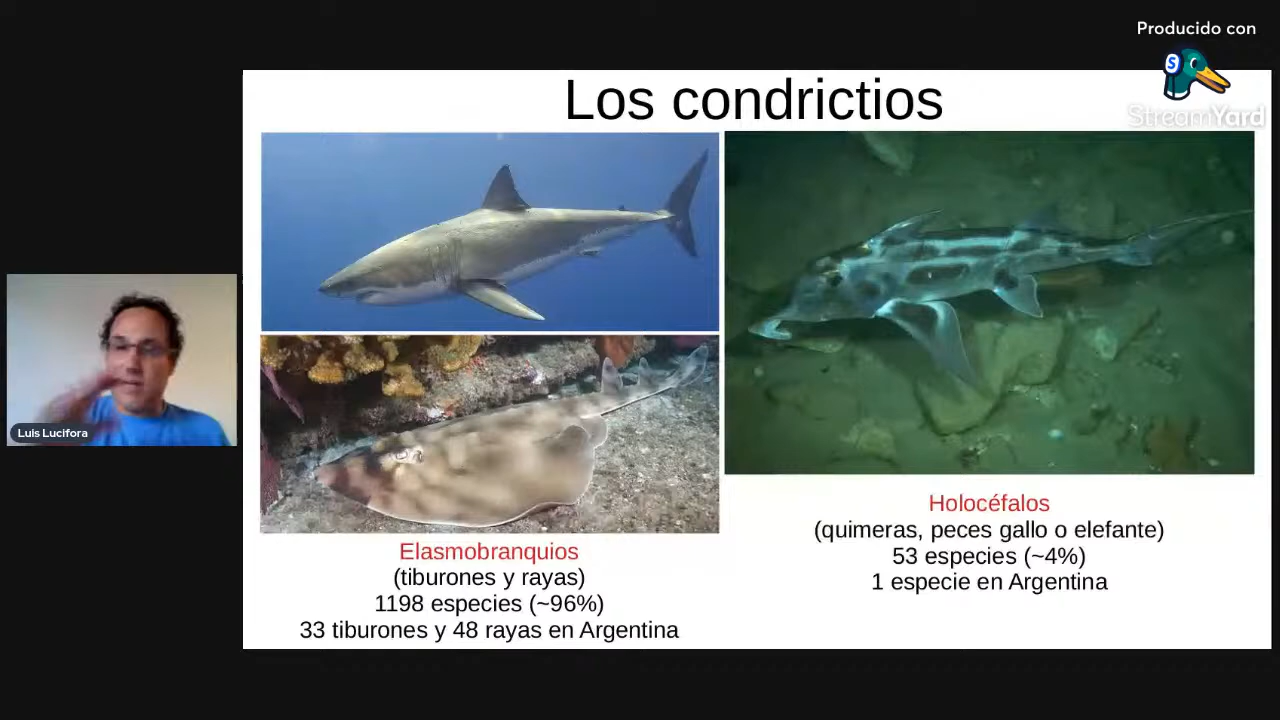 Producido con
StreamYard
Los condrictios
Luis Lucifora
Elasmobranquios
(tiburones y rayas)
1198 especies (~96%)
33 tiburones y 48 rayas en Argentina
Holocéfalos
(quimeras, peces gallo o elefante)
53 especies (~4%)
1 especie en Argentina